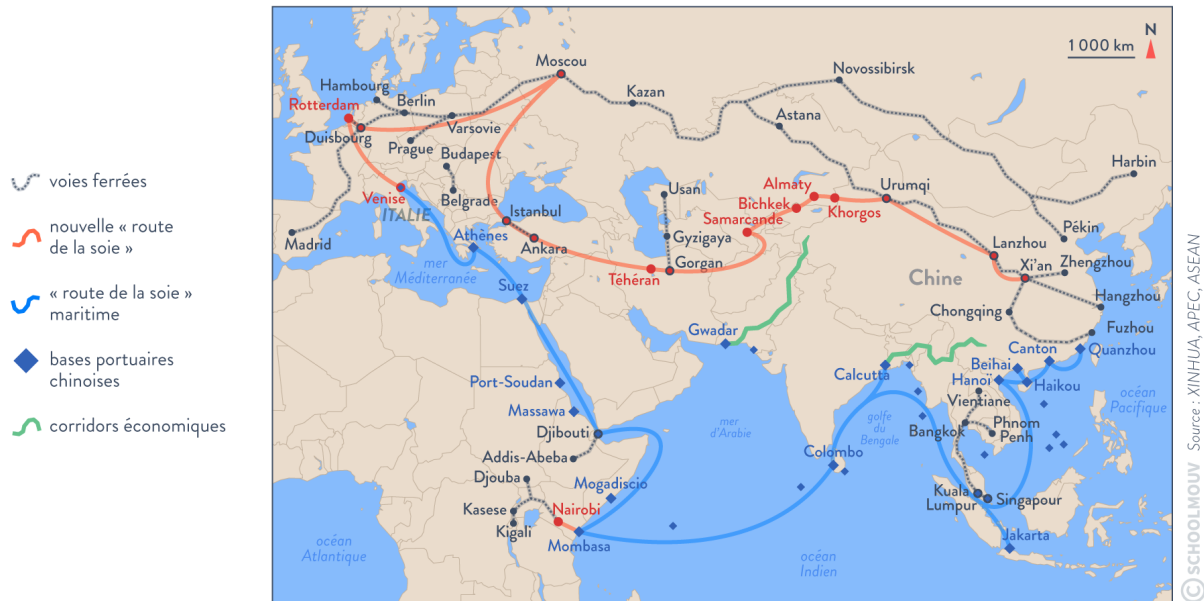 voies ferrées
nouvelle « route
de la soie »
« route de la soie »
maritime
bases portuaires
chinoises
corridors économiques
N
1 000 km
Moscou
Novossibirsk
Hambourg
Berlin
Kazan
Rotterdam
Duisbourg
Varsovie
Astana
Prague
Budapest
Harbin
Venise
ITALIE
Belgrade
Usan
Almaty
Bichkek
Khorgos
Urumqi
Samarcande
Istanbul
Ankara
Madrid
Athènes
Gyzigaya
Pékin
Lanzhou
Gorgan
Téhéran
Xi'an
Zhengzhou
mer
Méditerranée
Chine
Suez
Hangzhou
Chongqing
Gwadar
Fuzhou
Canton
Quanzhou
Beihai
Calcutta
Hanoï
Haikou
Port-Soudan
océan
Pacifique
Vientiane
Massawa
mer
d'Arabie
golfe
du
Bengale
Bangkok
Phnom
Penh
Djibouti
Addis-Abeba
Colombo
Djouba
Mogadiscio
Kuala
Lumpur
Singapour
Kasese
Nairobi
Kigali
Mombasa
Jakarta
océan
Atlantique
océan
Indien
© SCHOOLMOUV Source : XINHUA, APEC, ASEAN